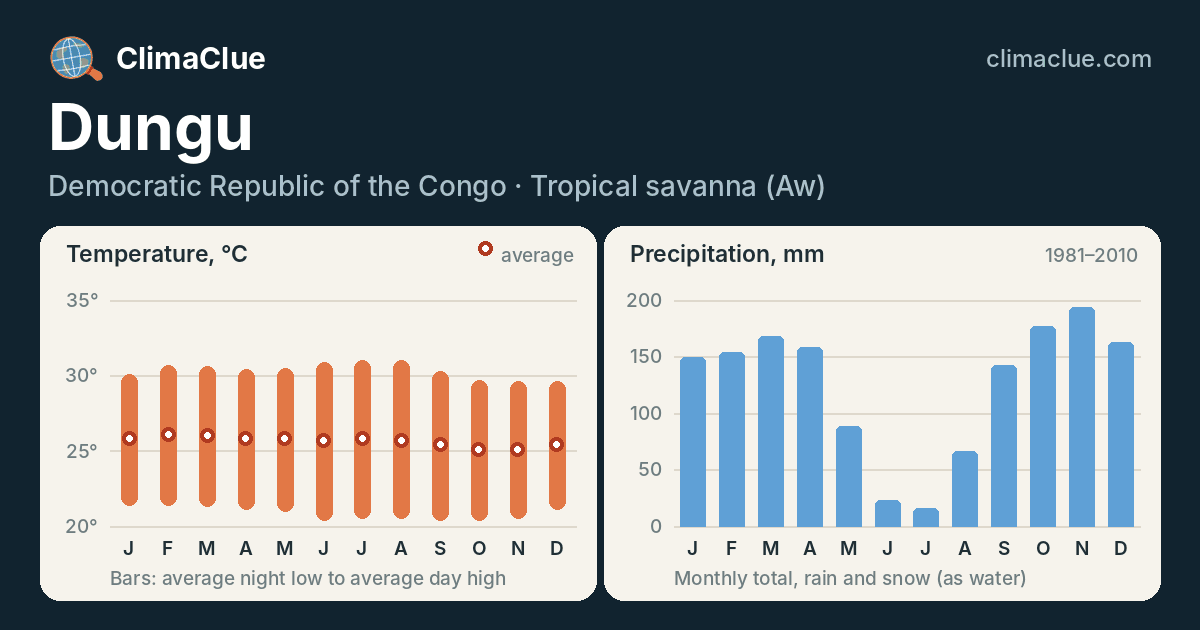 ClimaClue
climaclue.com
Dungu
Democratic Republic of the Congo · Tropical savanna (Aw)
Temperature, °C
average
35°
30°
25°
20°
J F M A M J J A S O N D
Bars: average night low to average day high
Precipitation, mm
1981–2010
200
150
100
50
0
J F M A M J J A S O N D
Monthly total, rain and snow (as water)